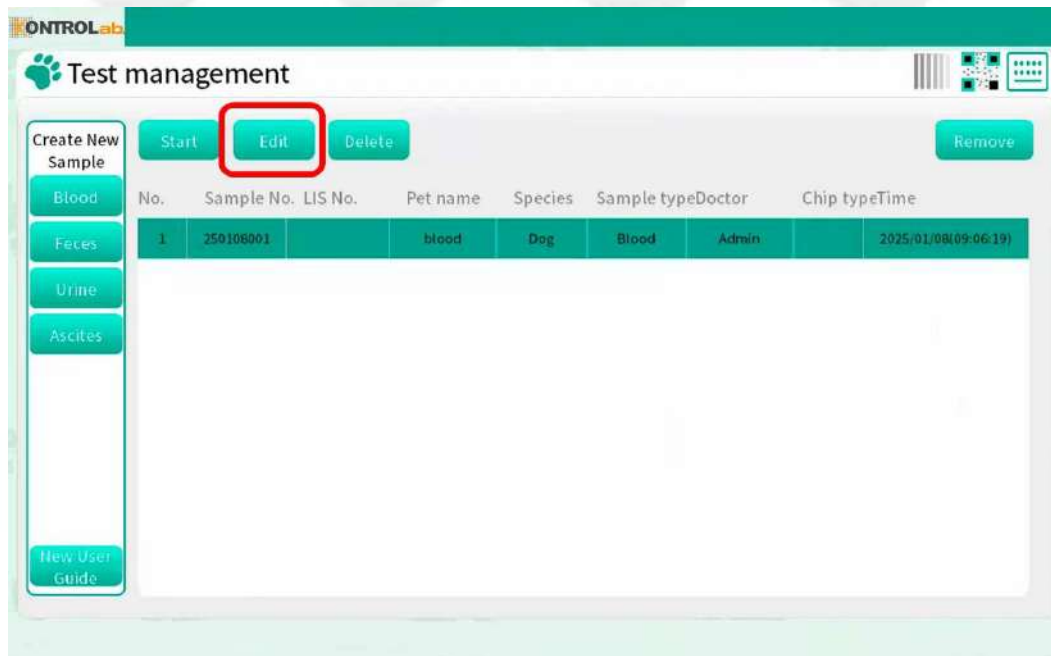 KONTROLab
Test management
Create New
Sample
Start Edit Delete Remove
Blood
Feces
Urine
Ascites
New User
Guide
No. Sample No. LIS No. Pet name Species Sample type Doctor Chip type Time
1 250108001 blood Dog Blood Admin 2025/01/08(09:06:19)